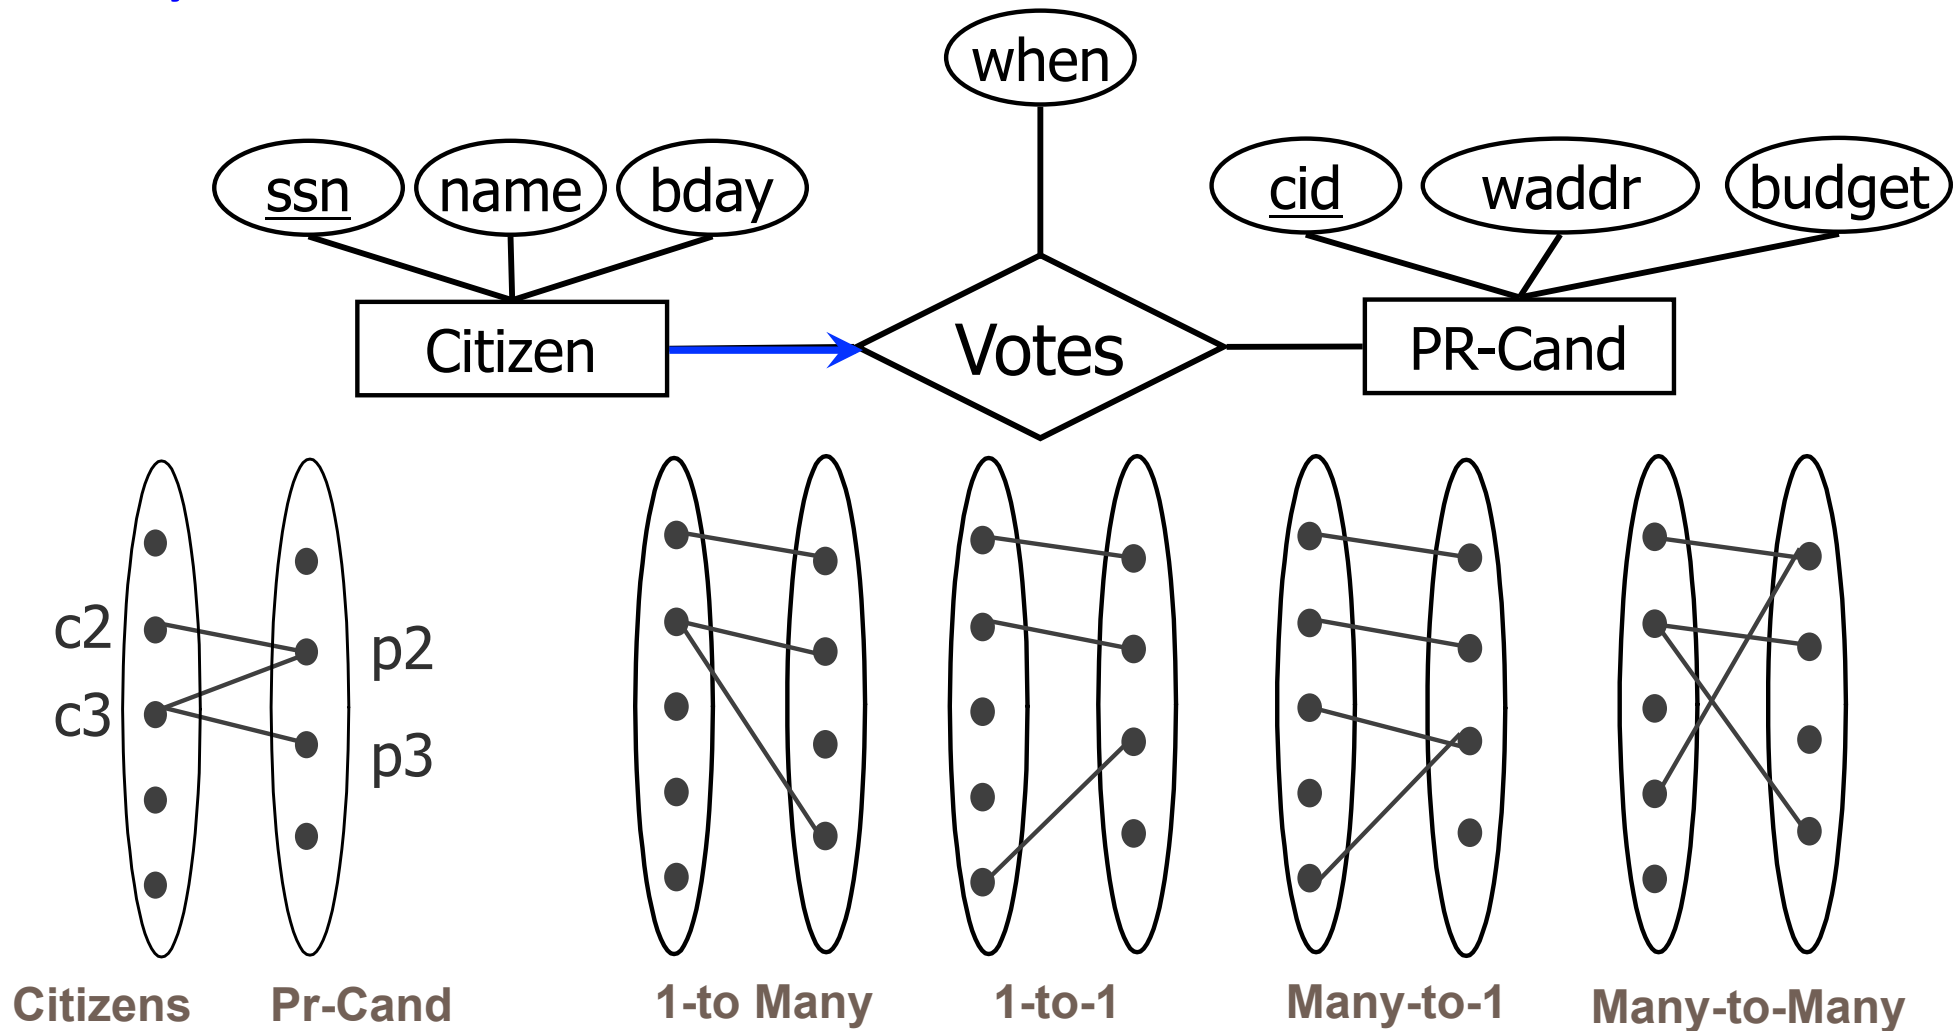 when
ssn
name
bday
cid
waddr
budget
Citizen
Votes
PR-Cand
c2
c3
p2
p3
Citizens
Pr-Cand
1-to Many
1-to-1
Many-to-1
Many-to-Many